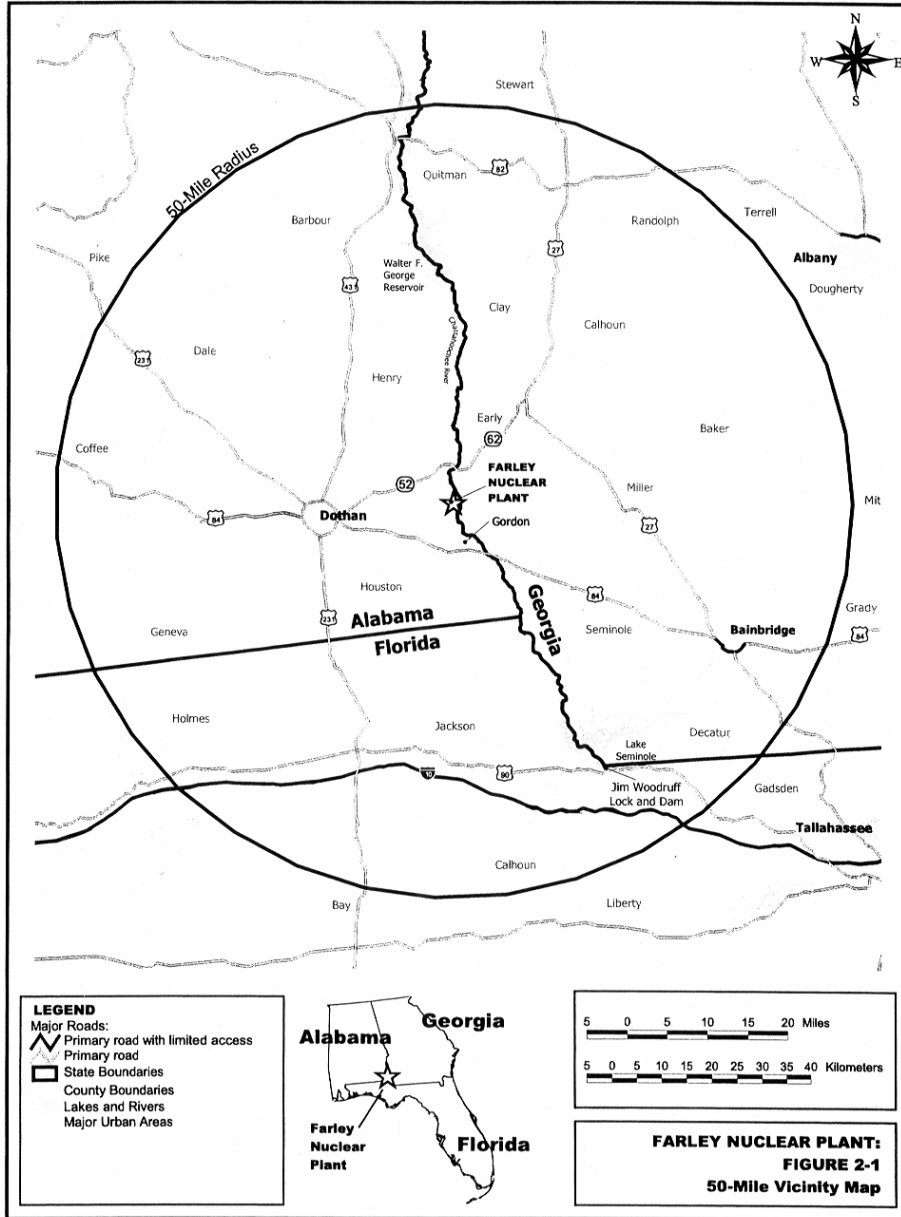 N
W
E
S
Stewart
50-Mile Radius
Quitman
82
Barbour
Randolph
Terrell
Pike
27
Albany
Walter F.
George
Reservoir
431
Dougherty
Clay
Chattahoochee River
Calhoun
Dale
231
Henry
Early
Baker
Coffee
62
FARLEY
NUCLEAR
PLANT
52
Miller
Mit
84
Dothan
Gordon
27
Houston
Georgia
84
Grady
231
Alabama
Geneva
Seminole
Bainbridge
84
Florida
Holmes
Jackson
Decatur
Lake
Seminole
10
90
Jim Woodruff
Lock and Dam
Gadsden
Tallahassee
Calhoun
Bay
Liberty
LEGEND
Major Roads:
Primary road with limited access
Primary road
State Boundaries
County Boundaries
Lakes and Rivers
Major Urban Areas
Alabama
Georgia
Farley
Nuclear
Plant
Florida
5 0 5 10 15 20 Miles
5 0 5 10 15 20 25 30 35 40 Kilometers
FARLEY NUCLEAR PLANT:
FIGURE 2-1
50-Mile Vicinity Map